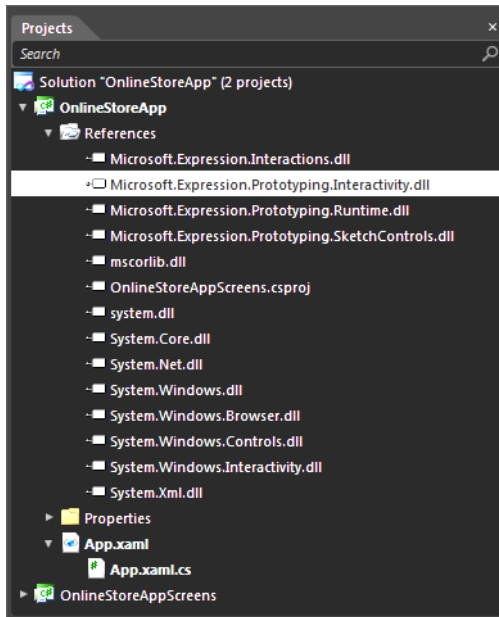 Projects
Search
Solution "OnlineStoreApp" (2 projects)
OnlineStoreApp
References
Microsoft.Expression.Interactions.dll
Microsoft.Expression.Prototyping.Interactivity.dll
Microsoft.Expression.Prototyping.Runtime.dll
Microsoft.Expression.Prototyping.SketchControls.dll
mscorlib.dll
OnlineStoreAppScreens.csproj
system.dll
System.Core.dll
System.Net.dll
System.Windows.dll
System.Windows.Browser.dll
System.Windows.Controls.dll
System.Windows.Interactivity.dll
System.Xml.dll
Properties
App.xaml
App.xaml.cs
OnlineStoreAppScreens